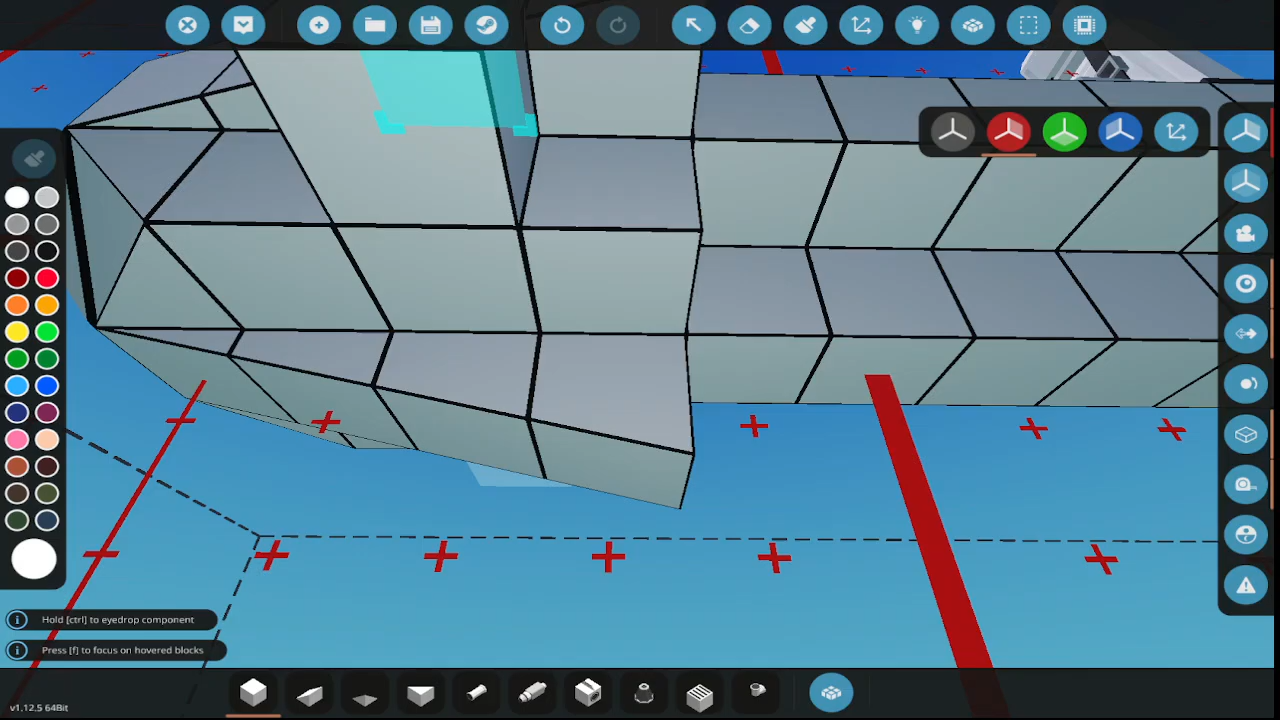 Hold [ctrl] to eyedrop component
Press [f] to focus on hovered blocks
v1.12.5 64Bit